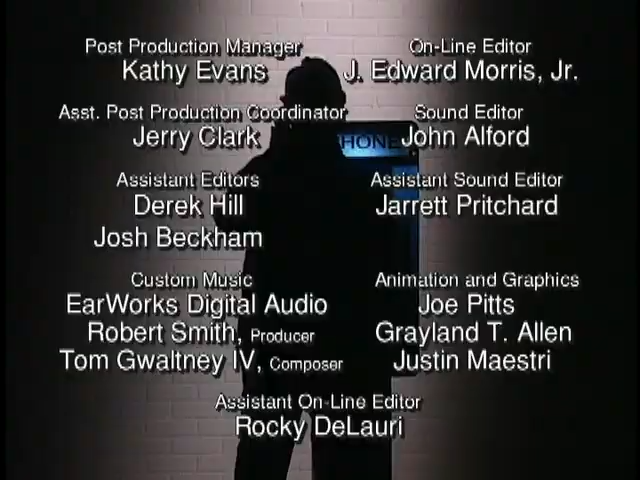 Post Production Manager
Kathy Evans
On-Line Editor
J. Edward Morris, Jr.
Asst. Post Production Coordinator
Jerry Clark
Sound Editor
John Alford
PHONE
Assistant Editors
Derek Hill
Josh Beckham
Assistant Sound Editor
Jarrett Pritchard
Custom Music
EarWorks Digital Audio
Robert Smith, Producer
Tom Gwaltney IV, Composer
Animation and Graphics
Joe Pitts
Grayland T. Allen
Justin Maestri
Assistant On-Line Editor
Rocky DeLauri